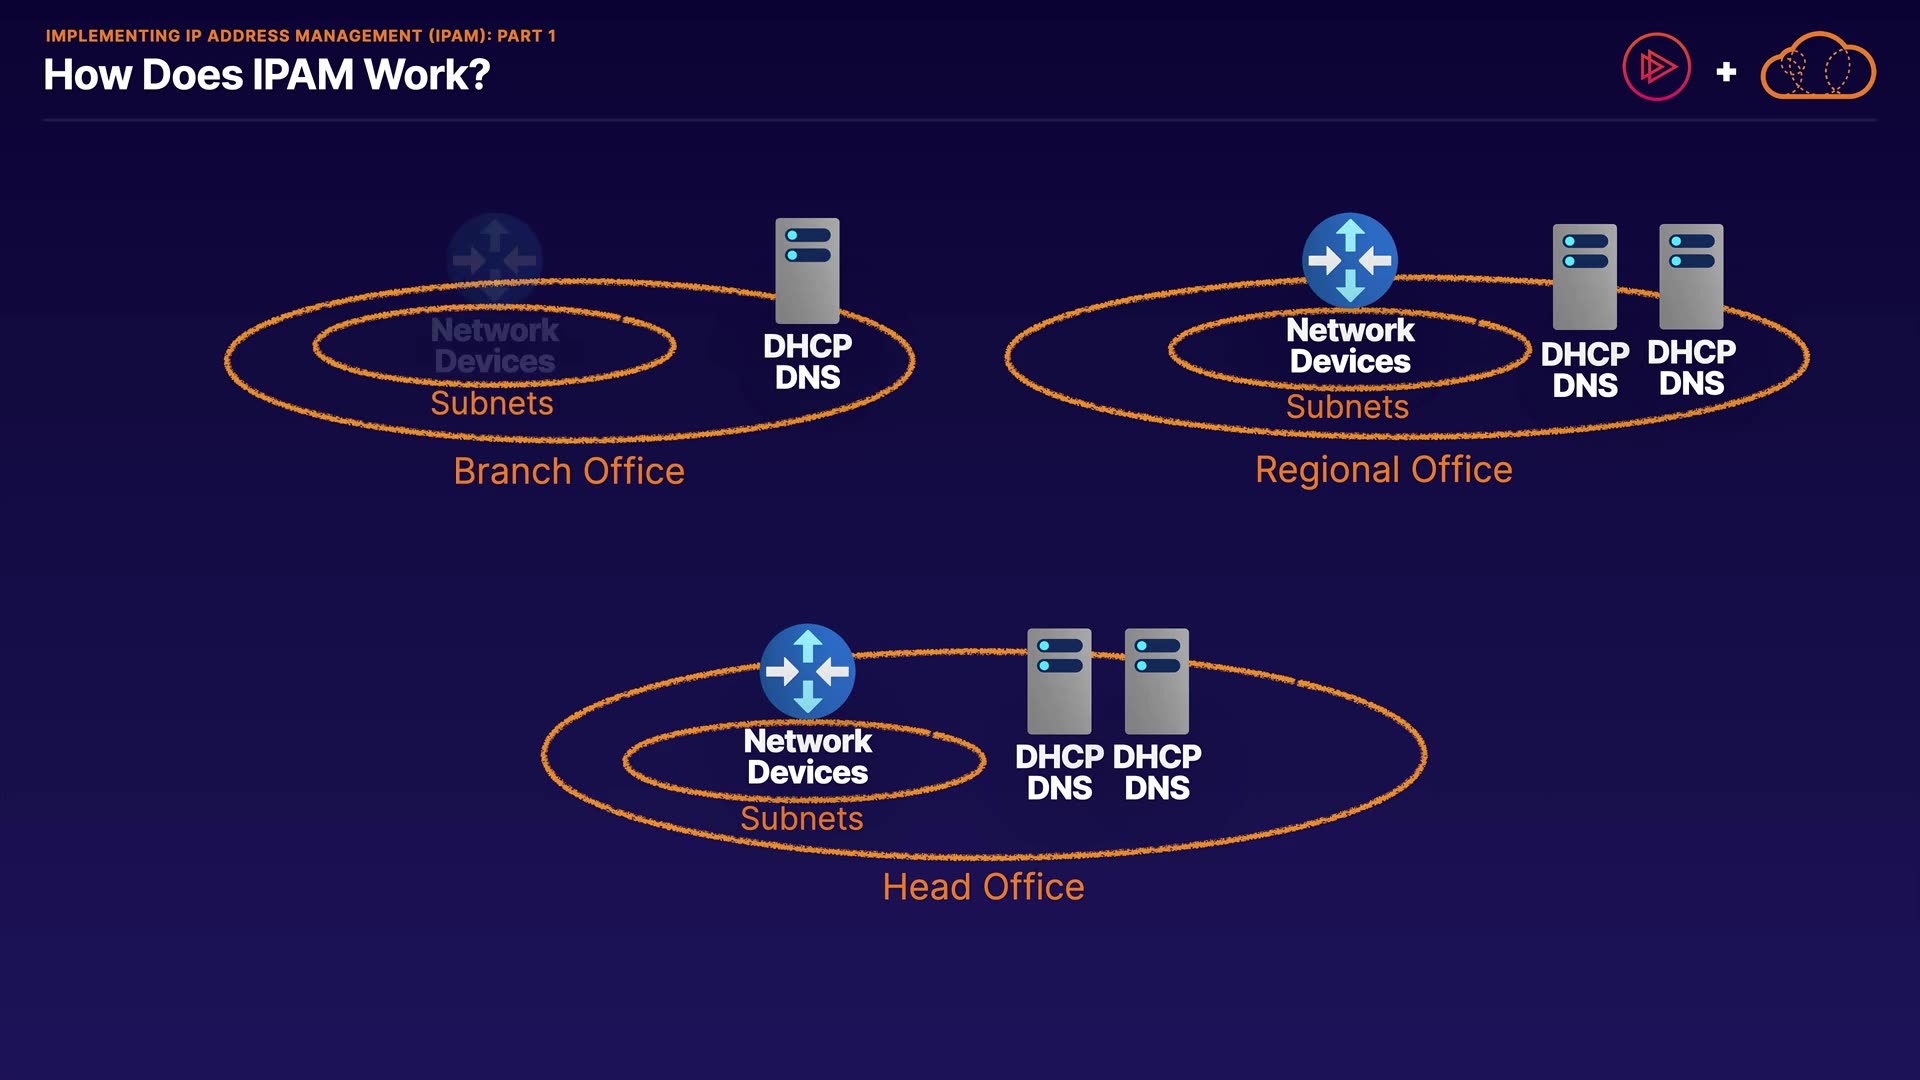 IMPLEMENTING IP ADDRESS MANAGEMENT (IPAM): PART 1
How Does IPAM Work?
Network
Devices
Subnets
DHCP
DNS
Branch Office
Network
Devices
Subnets
DHCP
DNS
DHCP
DNS
Regional Office
Network
Devices
Subnets
DHCP
DNS
DHCP
DNS
Head Office